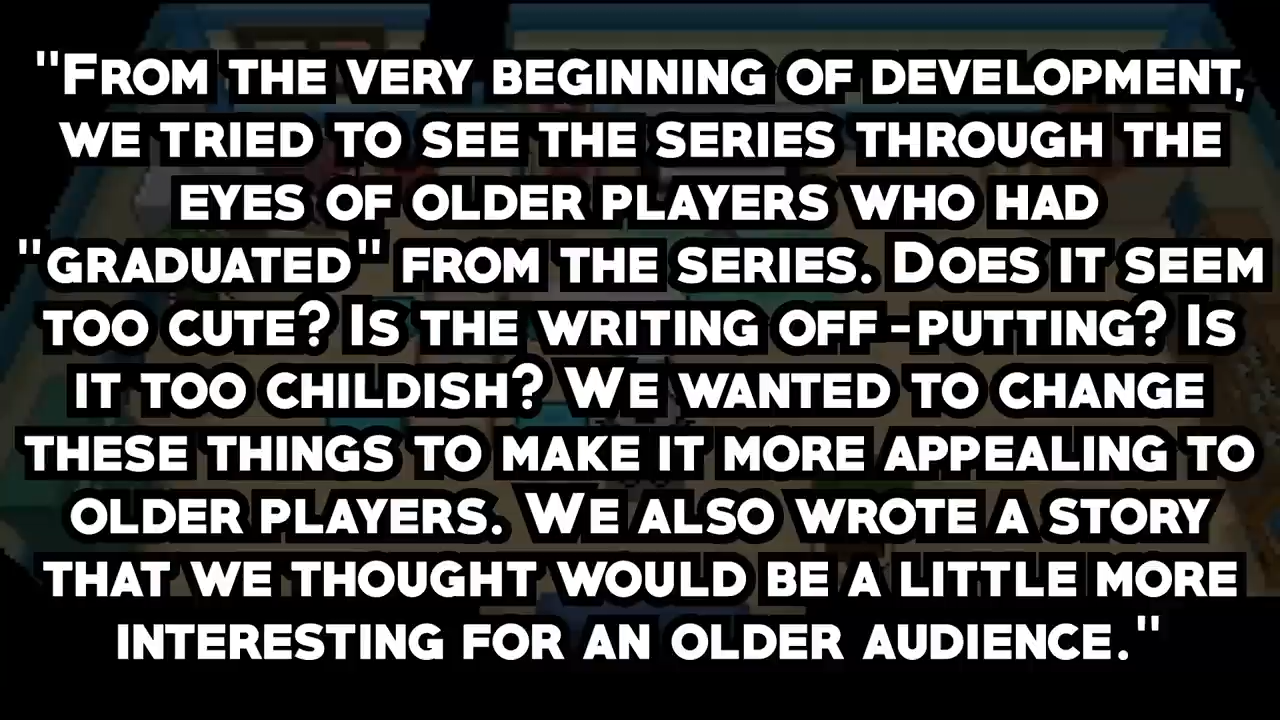 "From the very beginning of development,
we tried to see the series through the
eyes of older players who had
"graduated" from the series. Does it seem
too cute? Is the writing off-putting? Is
it too childish? We wanted to change
these things to make it more appealing to
older players. We also wrote a story
that we thought would be a little more
interesting for an older audience."